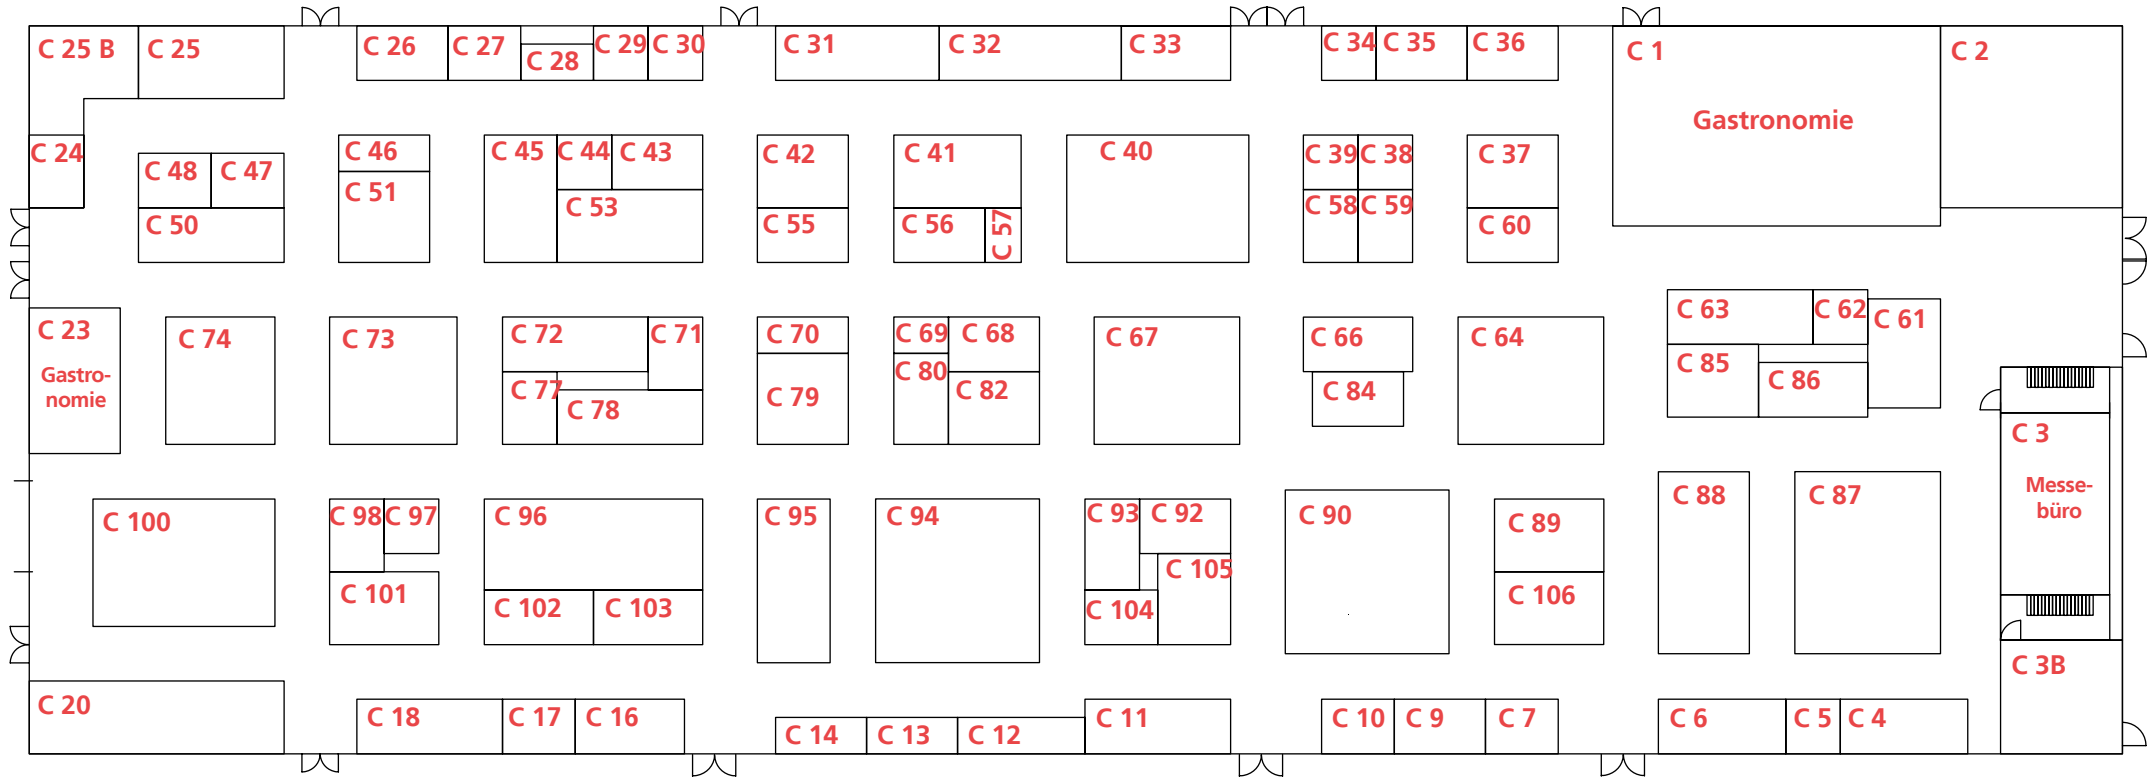 C 25 B
C 25
C 26
C 27
C 28
C 29
C 30
C 31
C 32
C 33
C 34
C 35
C 36
C 1
Gastronomie
C 2
C 24
C 48
C 47
C 50
C 46
C 51
C 45
C 44
C 43
C 53
C 42
C 55
C 41
C 56
C 57
C 40
C 39
C 38
C 58
C 59
C 37
C 60
C 23
Gastro-
nomie
C 74
C 73
C 72
C 71
C 77
C 78
C 70
C 79
C 69
C 68
C 80
C 82
C 67
C 66
C 84
C 64
C 63
C 62
C 61
C 85
C 86
C 3
Messe-
büro
C 100
C 98
C 97
C 101
C 96
C 102
C 103
C 95
C 94
C 93
C 92
C 105
C 104
C 90
C 89
C 106
C 88
C 87
C 3B
C 20
C 18
C 17
C 16
C 14
C 13
C 12
C 11
C 10
C 9
C 7
C 6
C 5
C 4